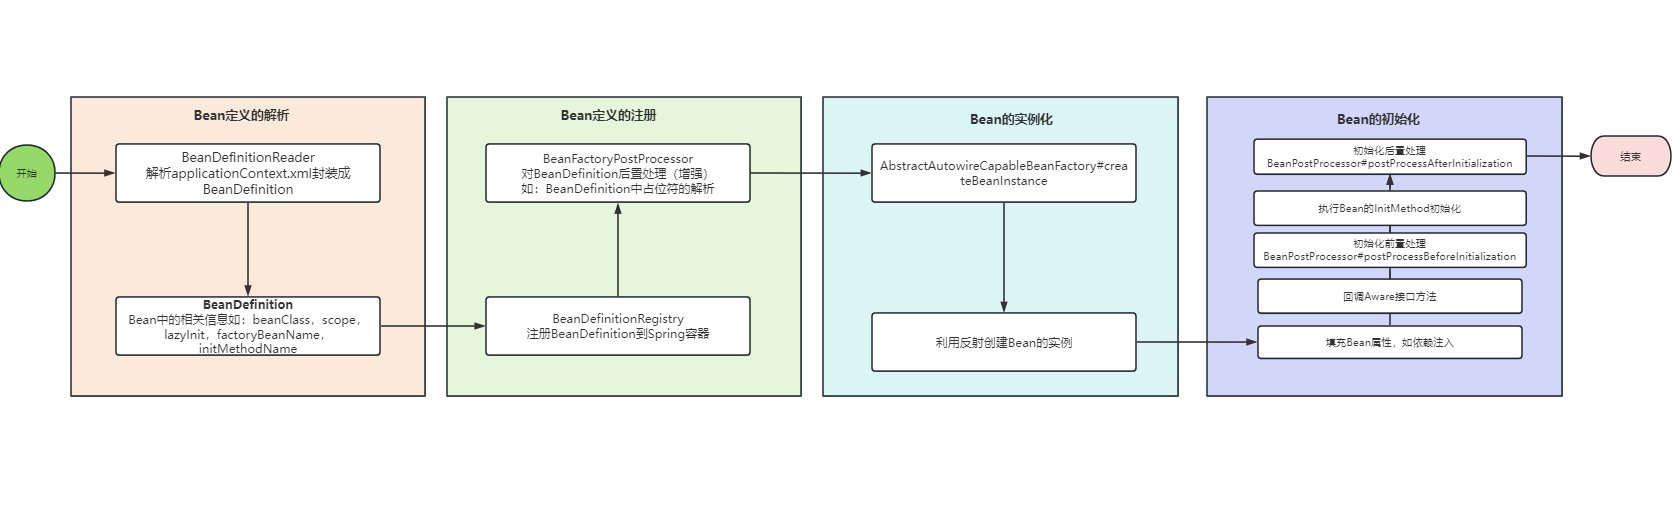 开始
Bean定义的解析
BeanDefinitionReader
解析applicationContext.xml封装成
BeanDefinition
BeanDefinition
Bean中的相关信息如：beanClass，scope，
lazyInit，factoryBeanName，
initMethodName
Bean定义的注册
BeanFactoryPostProcessor
对BeanDefinition后置处理（增强）
如：BeanDefinition中占位符的解析
BeanDefinitionRegistry
注册BeanDefinition到Spring容器
Bean的实例化
AbstractAutowireCapableBeanFactory#crea
teBeanInstance
利用反射创建Bean的实例
Bean的初始化
初始化后置处理
BeanPostProcessor#postProcessAfterInitialization
执行Bean的InitMethod初始化
初始化前置处理
BeanPostProcessor#postProcessBeforeInitialization
回调Aware接口方法
填充Bean属性，如依赖注入
结束